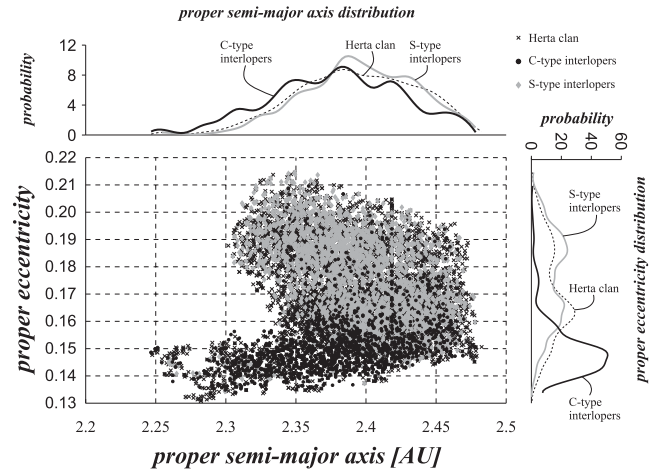 proper semi-major axis distribution
probability
12
8
4
0
C-type
interlopers
Herta clan
S-type
interlopers
Herta clan
C-type interlopers
S-type interlopers
probability
0
20
40
60
0.22
0.21
0.20
0.19
0.18
0.17
0.16
0.15
0.14
0.13
proper eccentricity
2.2
2.25
2.3
2.35
2.4
2.45
2.5
proper semi-major axis [AU]
S-type
interlopers
Herta clan
C-type
interlopers
proper eccentricity distribution